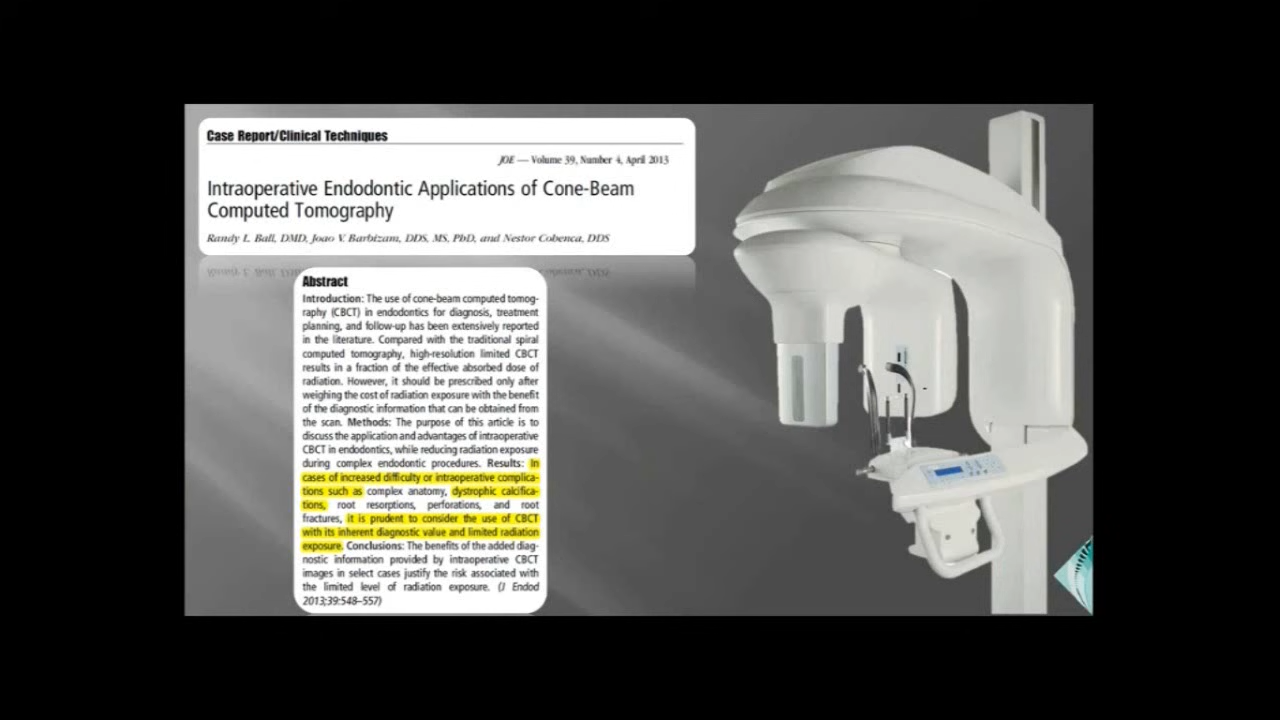 Case Report/Clinical Techniques
JOE — Volume 39, Number 4, April 2013
Intraoperative Endodontic Applications of Cone-Beam
Computed Tomography
Randy L. Ball, DMD, Joao V. Barbizam, DDS, MS, PhD, and Nestor Cohenca, DDS
Abstract
Introduction: The use of cone-beam computed tomog-
raphy (CBCT) in endodontics for diagnosis, treatment
planning, and follow-up has been extensively reported
in the literature. Compared with the traditional spiral
computed tomography, high-resolution limited CBCT
results in a fraction of the effective absorbed dose of
radiation. However, it should be prescribed only after
weighing the cost of radiation exposure with the benefit
of the diagnostic information that can be obtained from
the scan. Methods: The purpose of this article is to
discuss the application and advantages of intraoperative
CBCT in endodontics, while reducing radiation exposure
during complex endodontic procedures. Results: In
cases of increased difficulty or intraoperative complica-
tions such as complex anatomy, dystrophic calcifica-
tions, root resorptions, perforations, and root
fractures, it is prudent to consider the use of CBCT
with its inherent diagnostic value and limited radiation
exposure. Conclusions: The benefits of the added diag-
nostic information provided by intraoperative CBCT
images in select cases justify the risk associated with
the limited level of radiation exposure. (J Endod
2013;39:548–557)